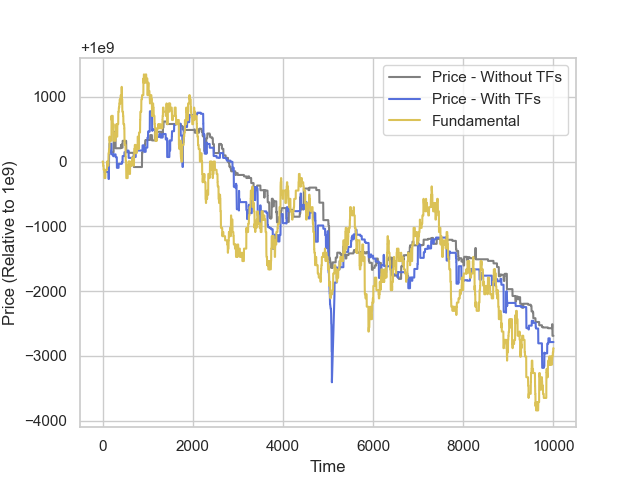 +1e9
Price - Without TFs
Price - With TFs
Fundamental
1000
0
−1000
−2000
−3000
−4000
Price (Relative to 1e9)
0 2000 4000 6000 8000 10000
Time